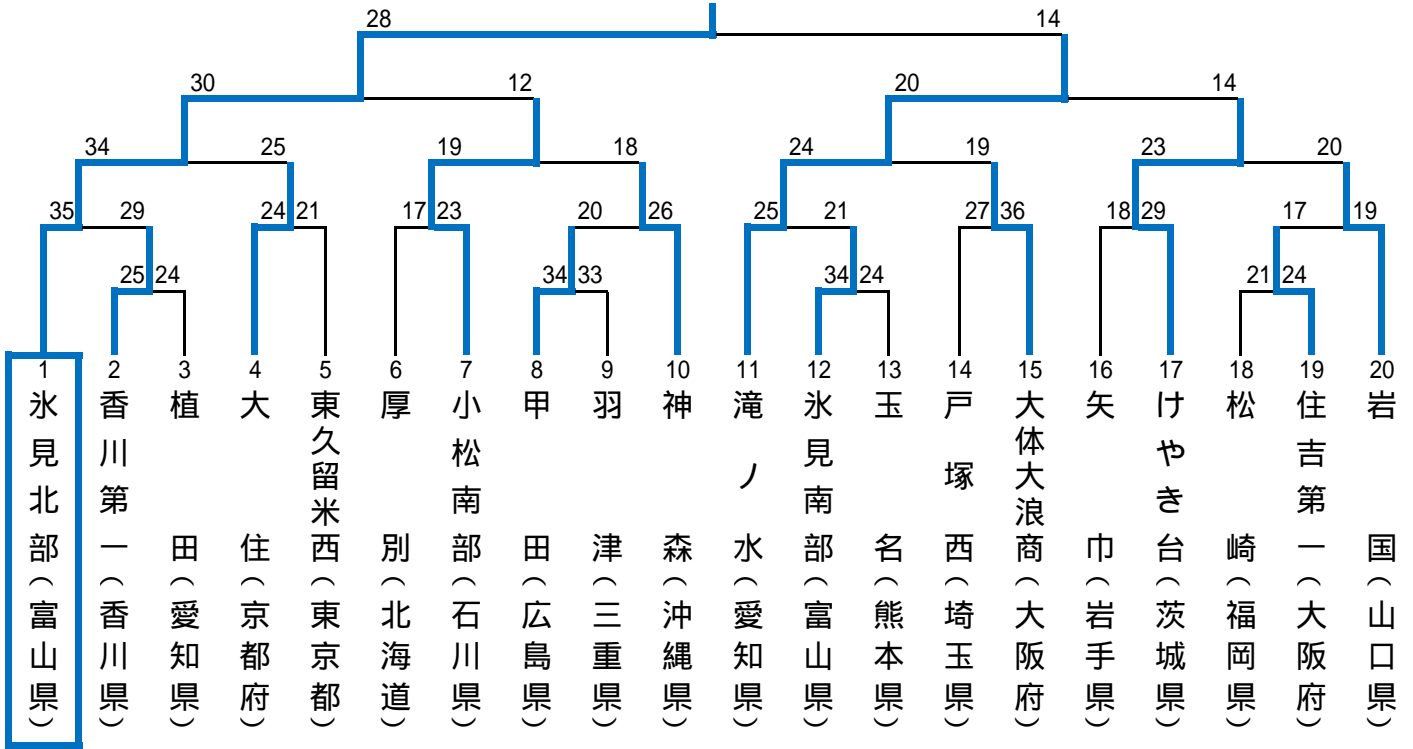 28 14
30 12 20 14
34 25 19 18 24 19 23 20
35 29 24 21 17 23 20 26 25 21 27 36 18 29 17 19
25 24 34 33 34 24 21 24
1 2 3 4 5 6 7 8 9 10 11 12 13 14 15 16 17 18 19 20
氷見北部(富山県)
香川第一(香川県)
植田(愛知県)
大住(京都府)
東久留米西(東京都)
厚別(北海道)
小松南部(石川県)
甲田(広島県)
羽津(三重県)
神森(沖縄県)
滝ノ水(愛知県)
氷見南部(富山県)
玉名(熊本県)
戸塚西(埼玉県)
大体大浪商(大阪府)
矢巾(岩手県)
けやき台(茨城県)
松崎(福岡県)
住吉第一(大阪府)
岩国(山口県)